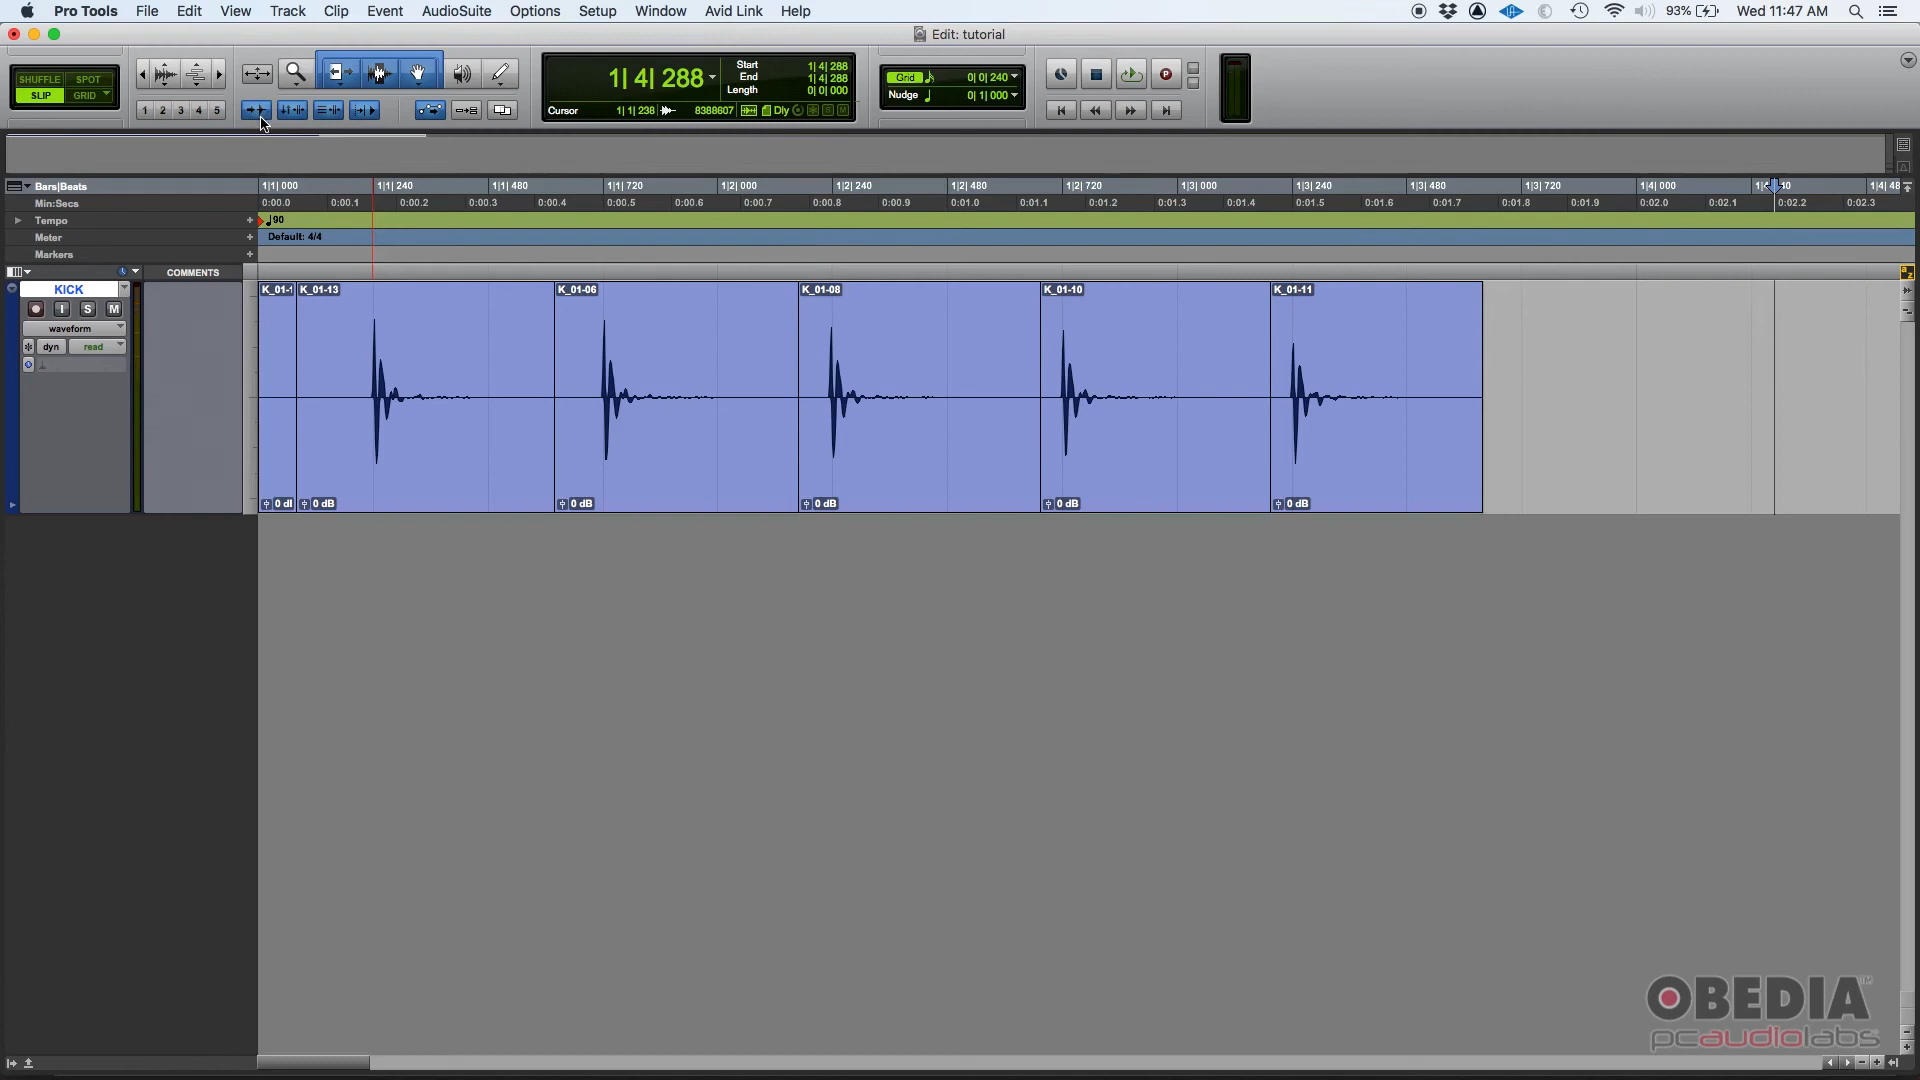 Pro Tools File Edit View Track Clip Event AudioSuite Options Setup Window Avid Link Help 93% Wed 11:47 AM
Edit: tutorial
SHUFFLE SPOT
SLIP GRID
1 2 3 4 5
1| 4| 288
Start 1| 4| 288
End 1| 4| 288
Length 0| 0| 000
Cursor 1| 1| 238 8388607 Dly S M
Grid 0| 0| 240
Nudge 0| 1| 000
Bars|Beats 1|1| 000 1|1| 240 1|1| 480 1|1| 720 1|2| 000 1|2| 240 1|2| 480 1|2| 720 1|3| 000 1|3| 240 1|3| 480 1|3| 720 1|4| 000 1|4| 48
Min:Secs 0:00.0 0:00.1 0:00.2 0:00.3 0:00.4 0:00.5 0:00.6 0:00.7 0:00.8 0:00.9 0:01.0 0:01.1 0:01.2 0:01.3 0:01.4 0:01.5 0:01.6 0:01.7 0:01.8 0:01.9 0:02.0 0:02.1 0:02.2 0:02.3
Tempo + 90
Meter + Default: 4/4
Markers +
COMMENTS
KICK K_01-1 K_01-13 K_01-06 K_01-08 K_01-10 K_01-11
I S M
waveform
dyn read
0 dB 0 dB 0 dB 0 dB 0 dB
OBEDIA™
pcaudiolabs